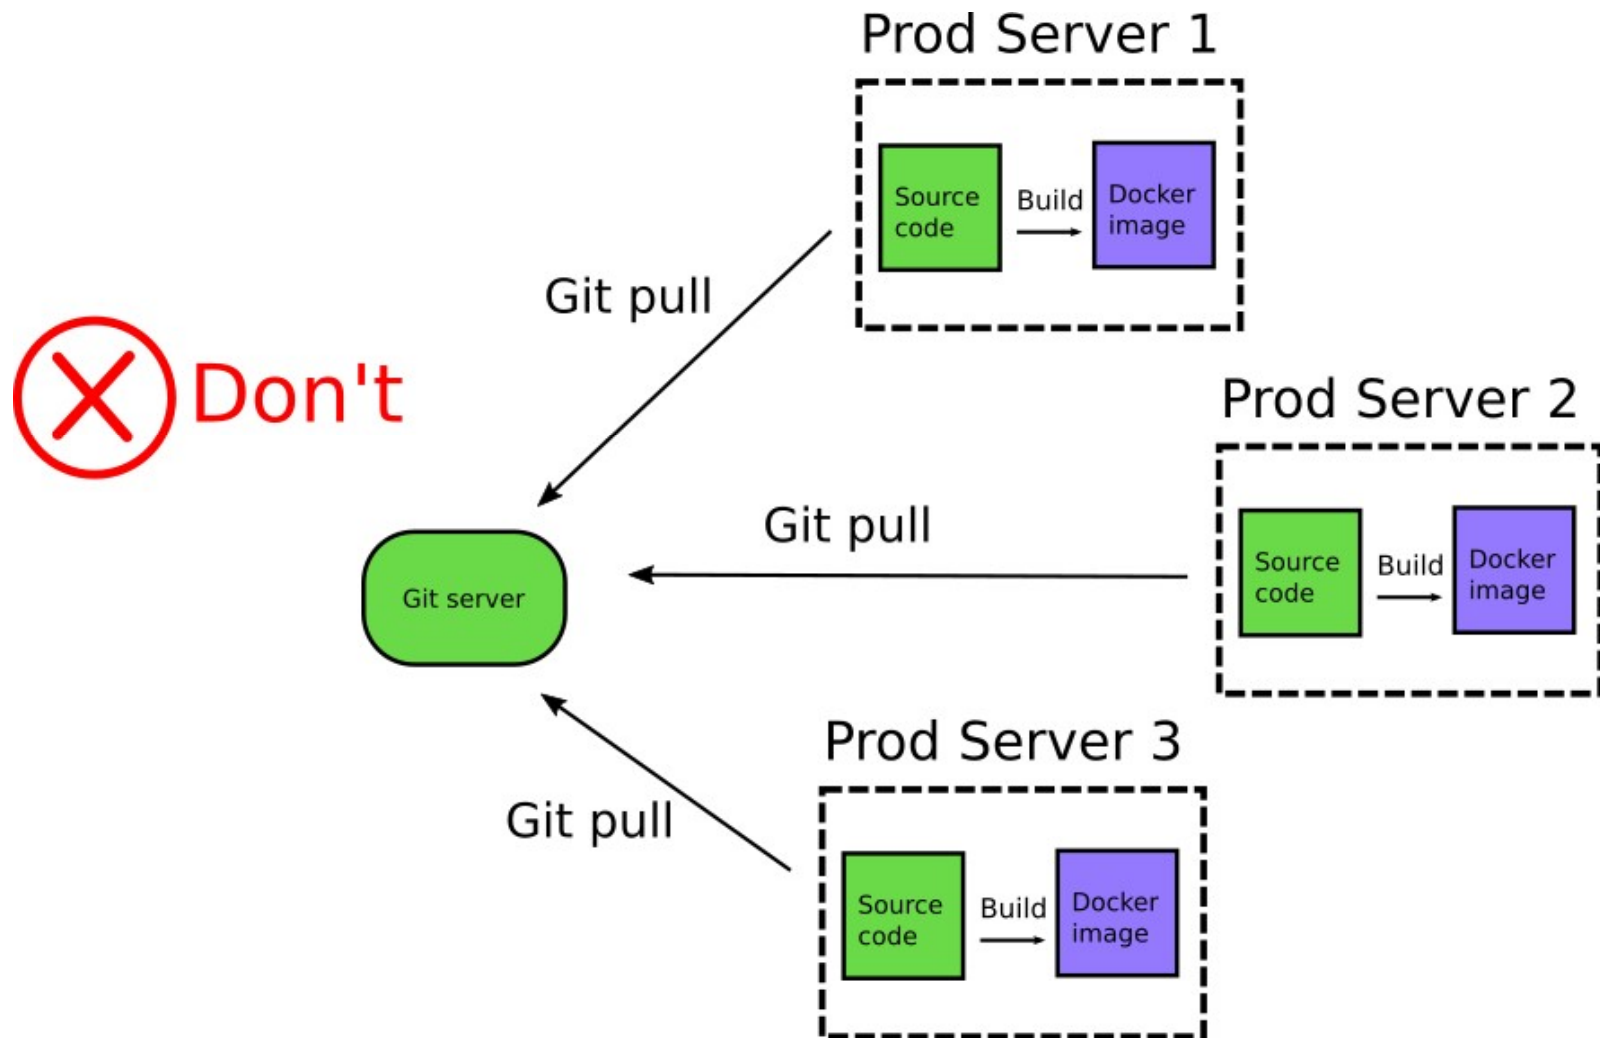 Prod Server 1
Source
code
Build
Docker
image
Git pull
Don't
Prod Server 2
Git pull
Source
code
Build
Docker
image
Git server
Prod Server 3
Git pull
Source
code
Build
Docker
image